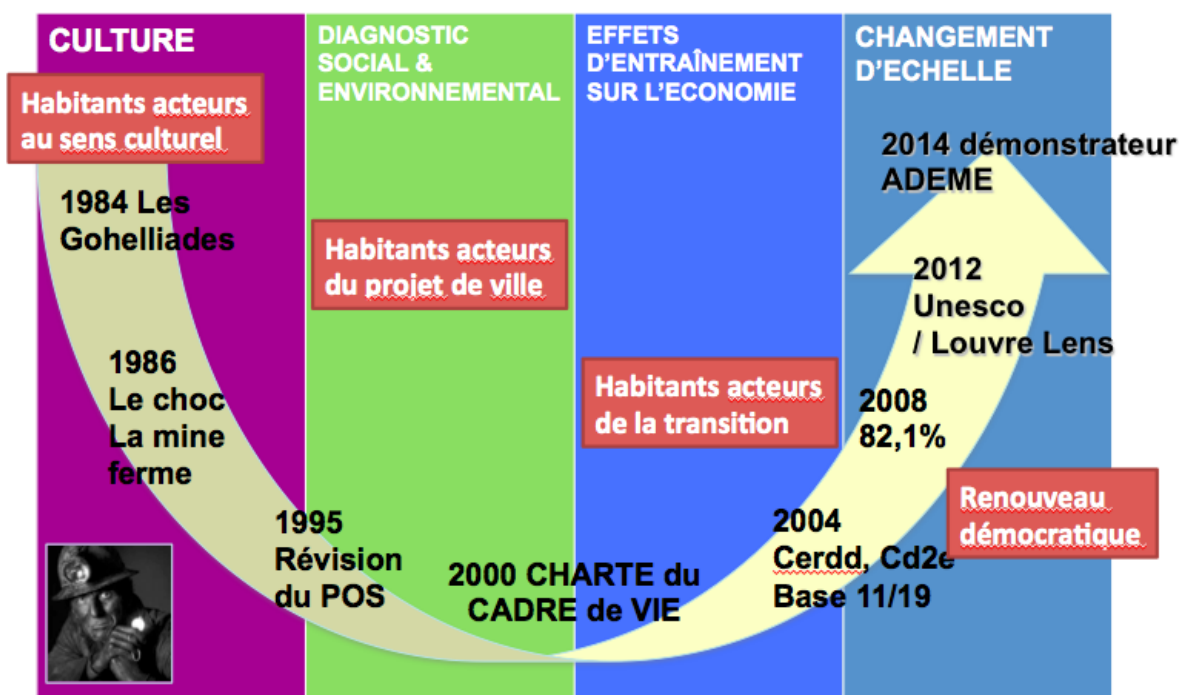 CULTURE
Habitants acteurs
au sens culturel
1984 Les
Gohelliades
1986
Le choc
La mine
ferme
DIAGNOSTIC
SOCIAL &
ENVIRONNEMENTAL
Habitants acteurs
du projet de ville
1995
Révision
du POS
2000 CHARTE du
CADRE de VIE
EFFETS
D'ENTRAÎNEMENT
SUR L'ECONOMIE
Habitants acteurs
de la transition
2004
Cerdd, Cd2e
Base 11/19
CHANGEMENT
D'ECHELLE
2014 démonstrateur
ADEME
2012
Unesco
/ Louvre Lens
2008
82,1%
Renouveau
démocratique